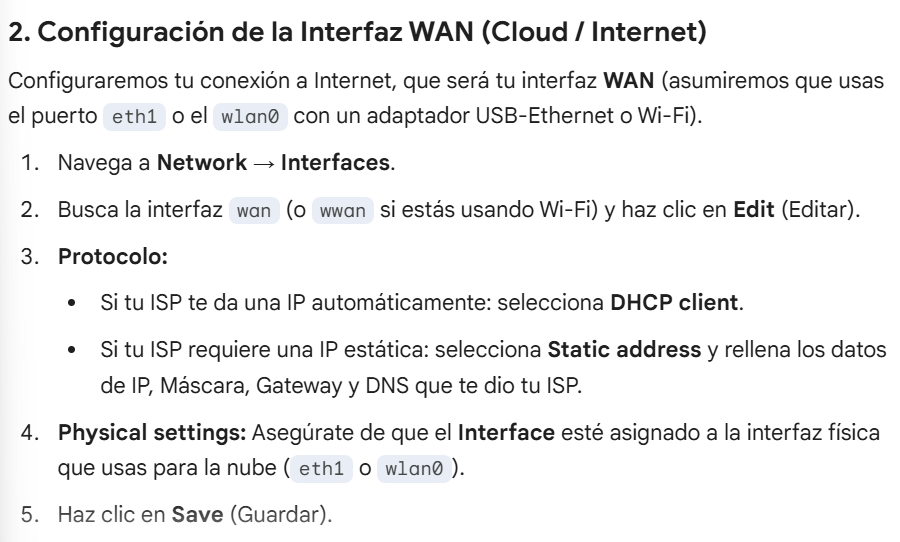 2. Configuración de la Interfaz WAN (Cloud / Internet)
Configuraremos tu conexión a Internet, que será tu interfaz WAN (asumiremos que usas
el puerto eth1 o el wlan0 con un adaptador USB-Ethernet o Wi-Fi).
1. Navega a Network → Interfaces.
2. Busca la interfaz wan (o wwan si estás usando Wi-Fi) y haz clic en Edit (Editar).
3. Protocolo:
• Si tu ISP te da una IP automáticamente: selecciona DHCP client.
• Si tu ISP requiere una IP estática: selecciona Static address y rellena los datos
de IP, Máscara, Gateway y DNS que te dio tu ISP.
4. Physical settings: Asegúrate de que el Interface esté asignado a la interfaz física
que usas para la nube (eth1 o wlan0).
5. Haz clic en Save (Guardar).